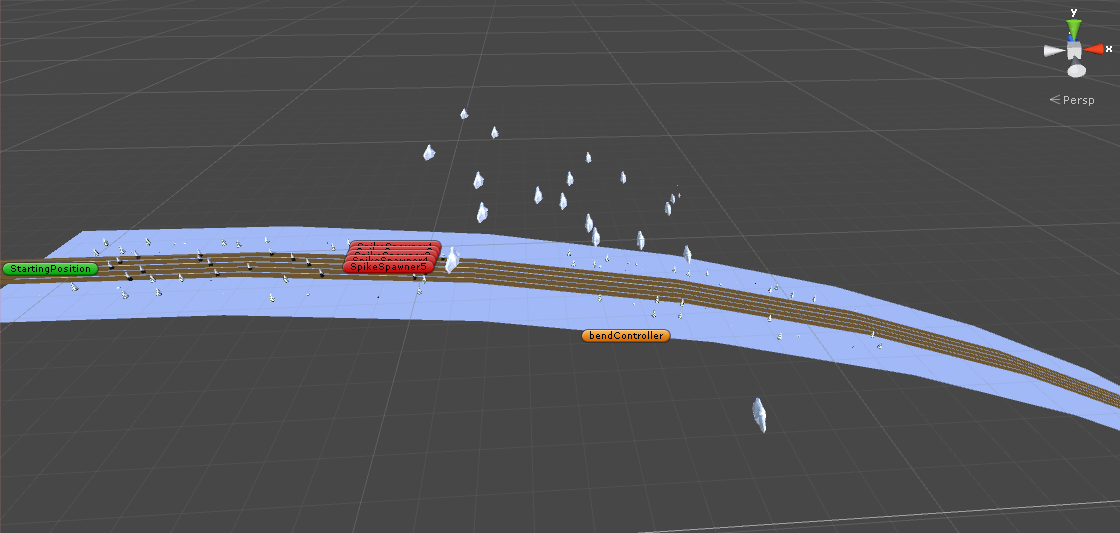 y
x
< Persp
StartingPosition
SpikeSpawner5
bendController